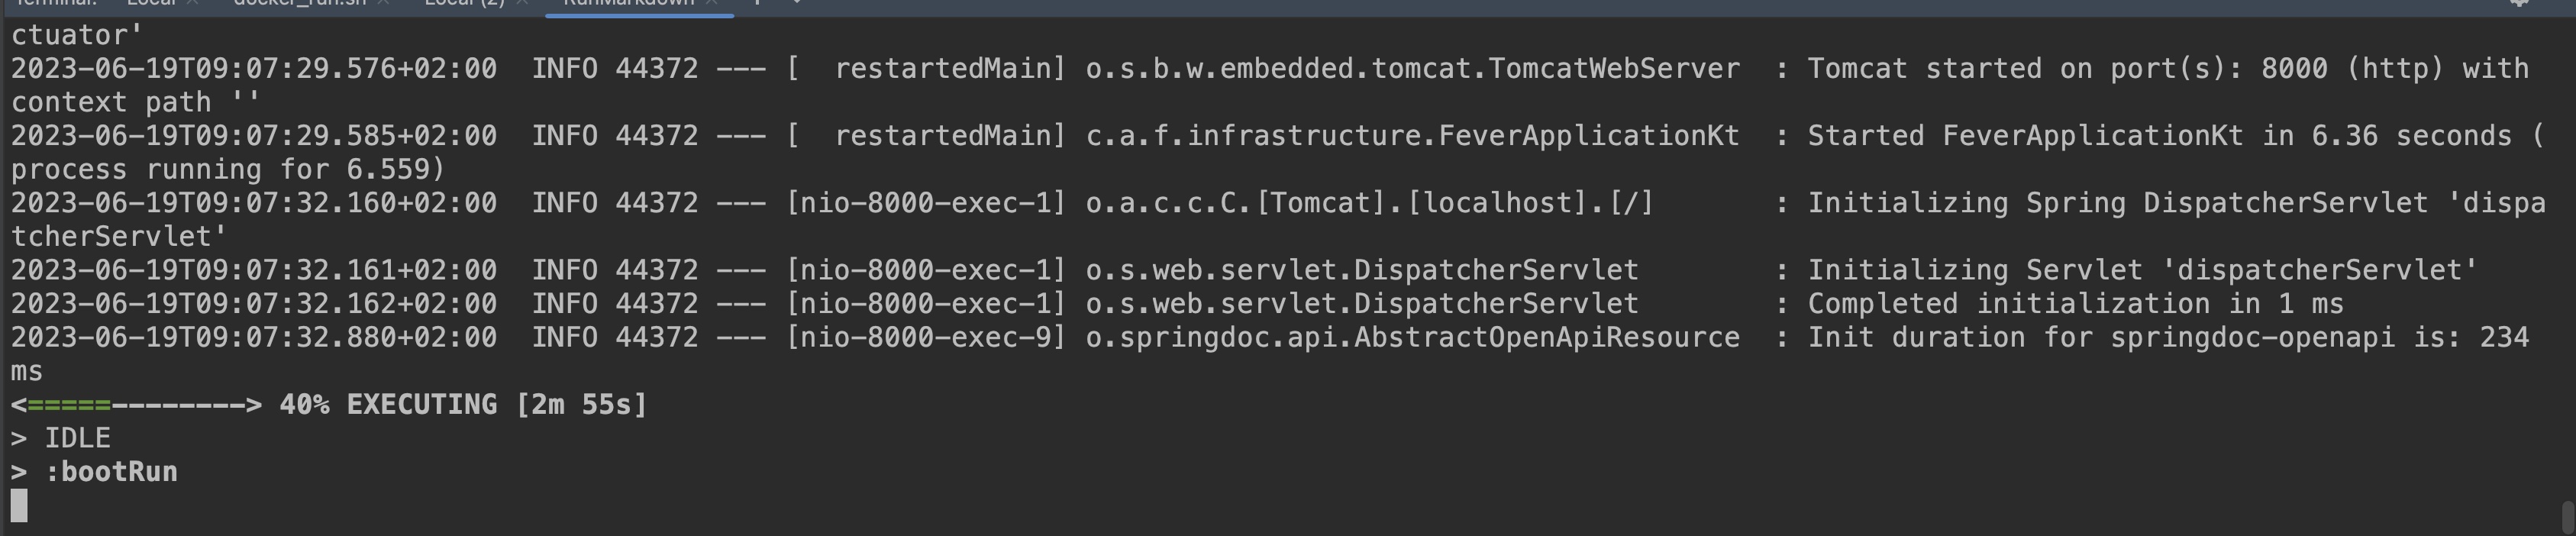 Terminal: Local × docker_run.sh × Local (2) × RunMarkdown × +
ctuator'
2023-06-19T09:07:29.576+02:00  INFO 44372 --- [  restartedMain] o.s.b.w.embedded.tomcat.TomcatWebServer  : Tomcat started on port(s): 8000 (http) with
context path ''
2023-06-19T09:07:29.585+02:00  INFO 44372 --- [  restartedMain] c.a.f.infrastructure.FeverApplicationKt  : Started FeverApplicationKt in 6.36 seconds (
process running for 6.559)
2023-06-19T09:07:32.160+02:00  INFO 44372 --- [nio-8000-exec-1] o.a.c.c.C.[Tomcat].[localhost].[/]       : Initializing Spring DispatcherServlet 'dispa
tcherServlet'
2023-06-19T09:07:32.161+02:00  INFO 44372 --- [nio-8000-exec-1] o.s.web.servlet.DispatcherServlet        : Initializing Servlet 'dispatcherServlet'
2023-06-19T09:07:32.162+02:00  INFO 44372 --- [nio-8000-exec-1] o.s.web.servlet.DispatcherServlet        : Completed initialization in 1 ms
2023-06-19T09:07:32.880+02:00  INFO 44372 --- [nio-8000-exec-9] o.springdoc.api.AbstractOpenApiResource  : Init duration for springdoc-openapi is: 234
ms
<=====--------> 40% EXECUTING [2m 55s]
> IDLE
> :bootRun